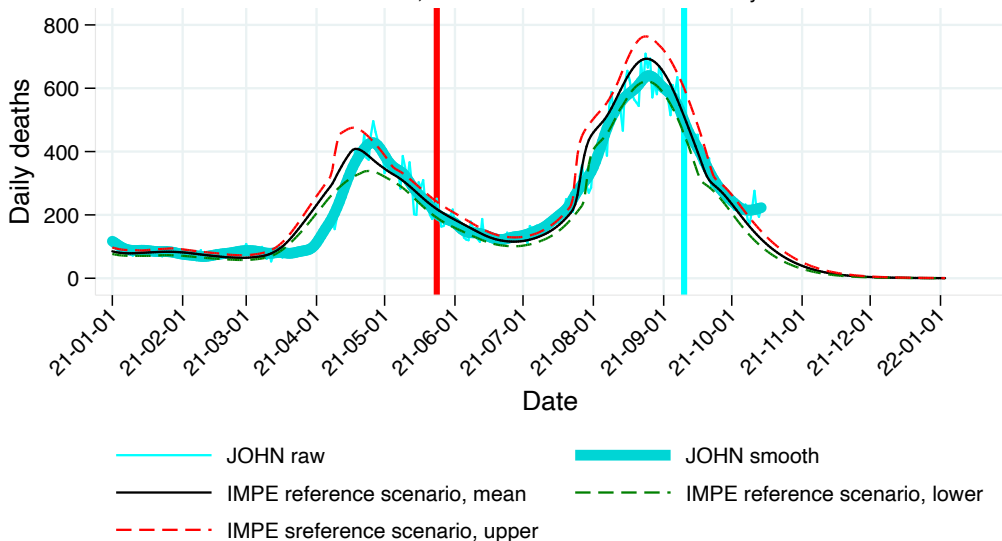 800
600
400
200
0
Daily deaths
21-01-01
21-02-01
21-03-01
21-04-01
21-05-01
21-06-01
21-07-01
21-08-01
21-09-01
21-10-01
21-11-01
21-12-01
22-01-01
Date
JOHN raw
JOHN smooth
IMPE reference scenario, mean
IMPE reference scenario, lower
IMPE sreference scenario, upper